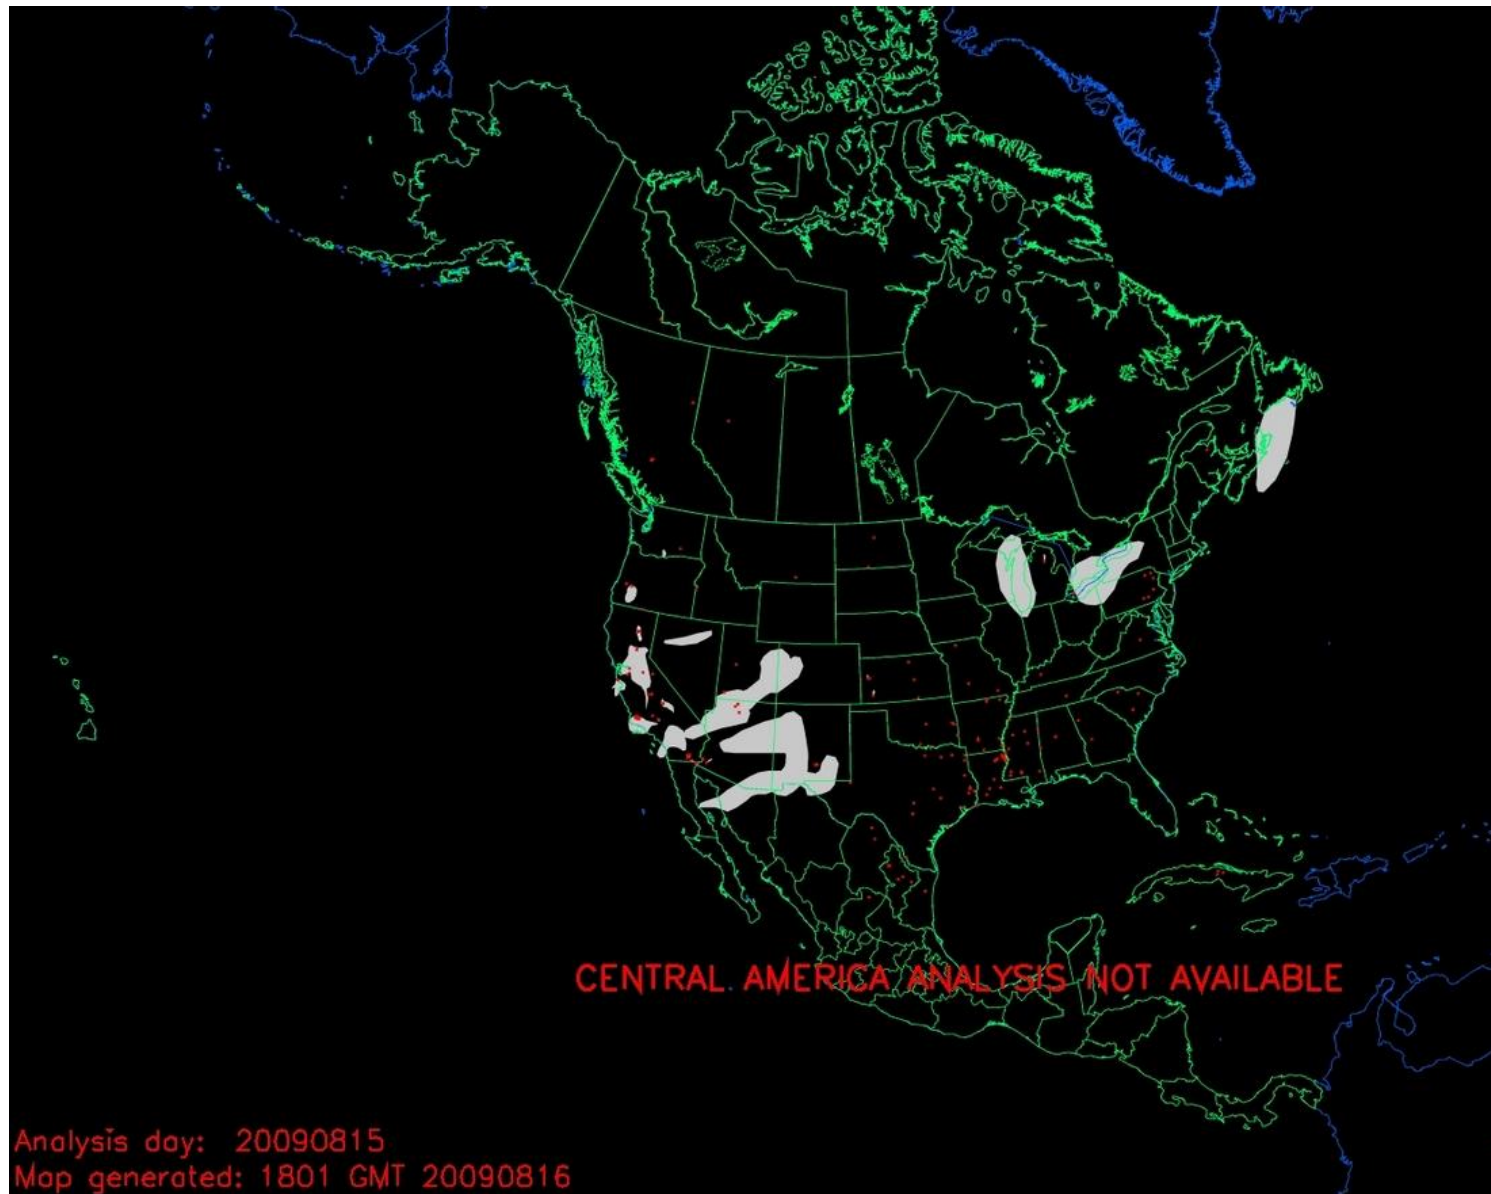 CENTRAL AMERICA ANALYSIS NOT AVAILABLE
Analysis day: 20090815
Map generated: 1801 GMT 20090816